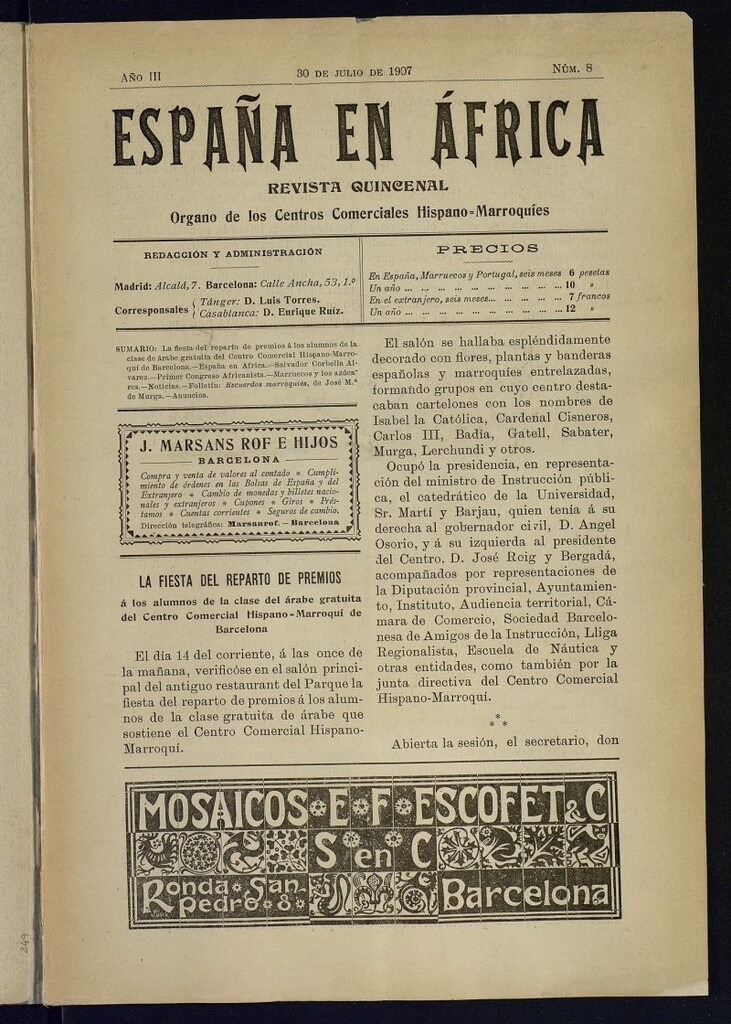 Año III
30 DE JULIO DE 1907
NÚM. 8
ESPAÑA EN ÁFRICA
REVISTA QUINCENAL
Organo de los Centros Comerciales Hispano=Marroquíes
REDACCIÓN Y ADMINISTRACIÓN
Madrid: Alcalá, 7. Barcelona: Calle Ancha, 53, 1.º
Corresponsales { Tánger: D. Luis Torres.
Casablanca: D. Enrique Ruíz.
PRECIOS
En España, Marruecos y Portugal, seis meses 6 pesetas
Un año ... ... ... ... ... ... ... ... ... ... 10 »
En el extranjero, seis meses... ... ... ... ... 7 francos
Un año ... ... ... ... ... ... ... ... ... ... 12 »
SUMARIO: La fiesta del reparto de premios á los alumnos de la
clase de árabe gratuita del Centro Comercial Hispano-Marro-
quí de Barcelona.—España en Africa.—Salvador Corbella Al-
varez.—Primer Congreso Africanista.—Marruecos y los azúca-
res.—Noticias.—Folletín: Recuerdos marroquíes, de José M.ª
de Murga.—Anuncios.
J. MARSANS ROF E HIJOS
BARCELONA
Compra y venta de valores al contado * Cumpli-
miento de órdenes en las Bolsas de España y del
Extranjero * Cambio de monedas y billetes nacio-
nales y extranjeros * Cupones * Giros * Prés-
tamos * Cuentas corrientes * Seguros de cambio.
Dirección telegráfica: Marsanrof. — Barcelona
LA FIESTA DEL REPARTO DE PREMIOS
á los alumnos de la clase del árabe gratuita
del Centro Comercial Hispano-Marroquí de
Barcelona
El día 14 del corriente, á las once de
la mañana, verificóse en el salón princi-
pal del antiguo restaurant del Parque la
fiesta del reparto de premios á los alum-
nos de la clase gratuita de árabe que
sostiene el Centro Comercial Hispano-
Marroquí.
El salón se hallaba espléndidamente
decorado con flores, plantas y banderas
españolas y marroquíes entrelazadas,
formando grupos en cuyo centro desta-
caban cartelones con los nombres de
Isabel la Católica, Cardenal Cisneros,
Carlos III, Badía, Gatell, Sabater,
Murga, Lerchundi y otros.
Ocupó la presidencia, en representa-
ción del ministro de Instrucción públi-
ca, el catedrático de la Universidad,
Sr. Martí y Barjau, quien tenía á su
derecha al gobernador civil, D. Angel
Osorio, y á su izquierda al presidente
del Centro, D. José Roig y Bergadá,
acompañados por representaciones de
la Diputación provincial, Ayuntamien-
to, Instituto, Audiencia territorial, Cá-
mara de Comercio, Sociedad Barcelo-
nesa de Amigos de la Instrucción, Lliga
Regionalista, Escuela de Náutica y
otras entidades, como también por la
junta directiva del Centro Comercial
Hispano-Marroquí.
* * *
Abierta la sesión, el secretario, don
MOSAICOS E F ESCOFET & C
S en C
Ronda San
Pedro 8
Barcelona
249